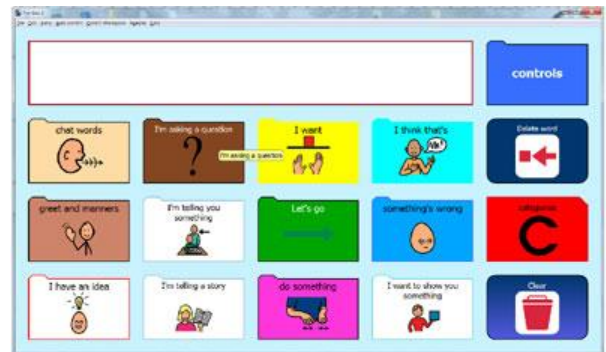 controls
chat words
I'm asking a question
?
I'm asking a question
I want
I think that's
Me!
Delete word
greet and manners
I'm telling you
something
Let's go
something's wrong
categories
C
I have an idea
I'm telling a story
do something
I want to show you
something
Clear